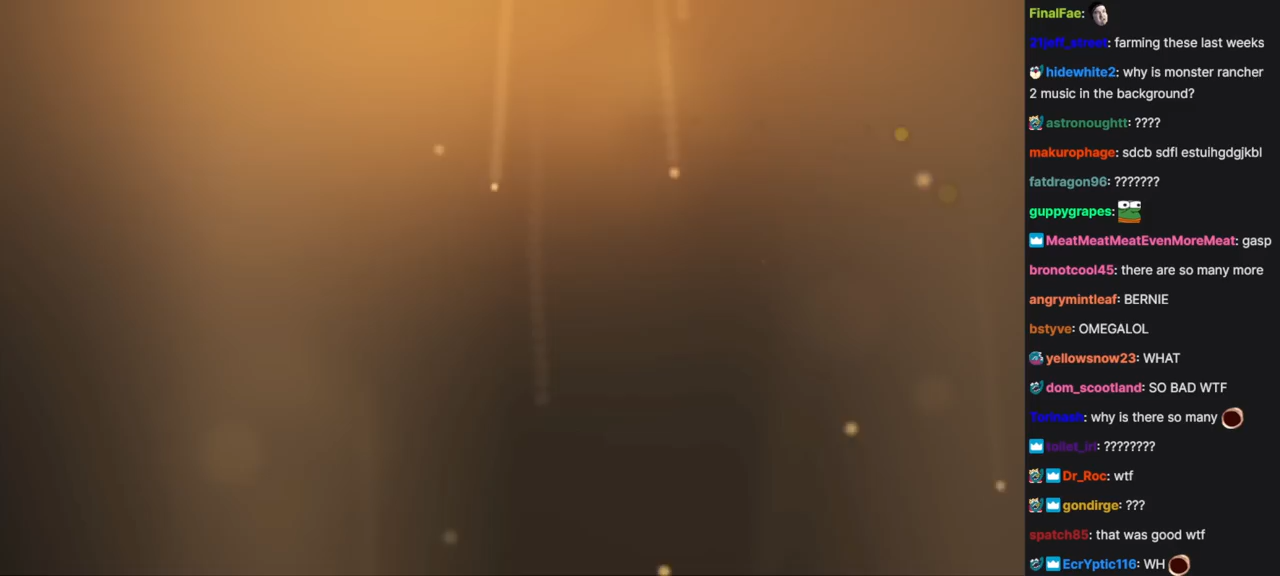 FinalFae:
21jeff_street: farming these last weeks
hidewhite2: why is monster rancher
2 music in the background?
astronoughtt: ????
makurophage: sdcb sdfl estuihgdgjkbl
fatdragon96: ???????
guppygrapes:
MeatMeatMeatEvenMoreMeat: gasp
bronotcool45: there are so many more
angrymintleaf: BERNIE
bstyve: OMEGALOL
yellowsnow23: WHAT
dom_scootland: SO BAD WTF
Torinash: why is there so many
toilet_irl: ????????
Dr_Roc: wtf
gondirge: ???
spatch85: that was good wtf
EcrYptic116: WH